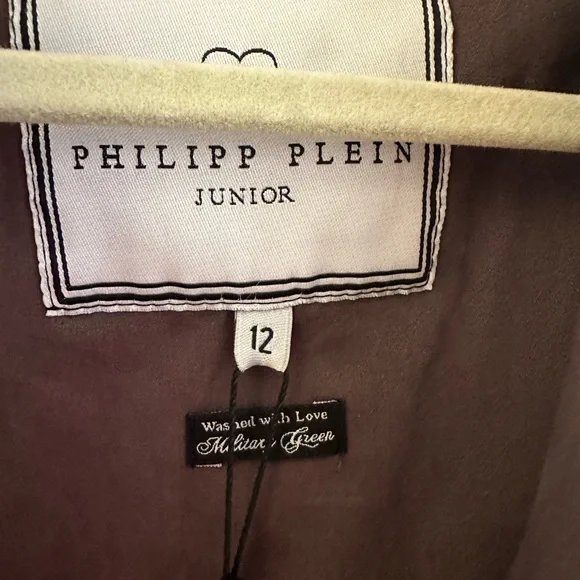 PHILIPP PLEIN
JUNIOR
12
Washed with Love
Military Green